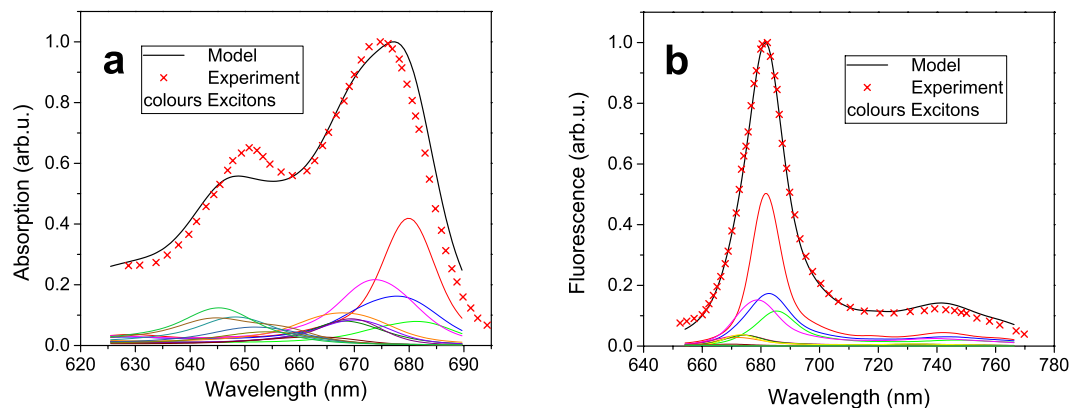 a
Model
Experiment
colours Excitons
Absorption (arb.u.)
1.0
0.8
0.6
0.4
0.2
0.0
620 630 640 650 660 670 680 690
Wavelength (nm)
b
Model
Experiment
colours Excitons
Fluorescence (arb.u.)
1.0
0.8
0.6
0.4
0.2
0.0
640 660 680 700 720 740 760 780
Wavelength (nm)